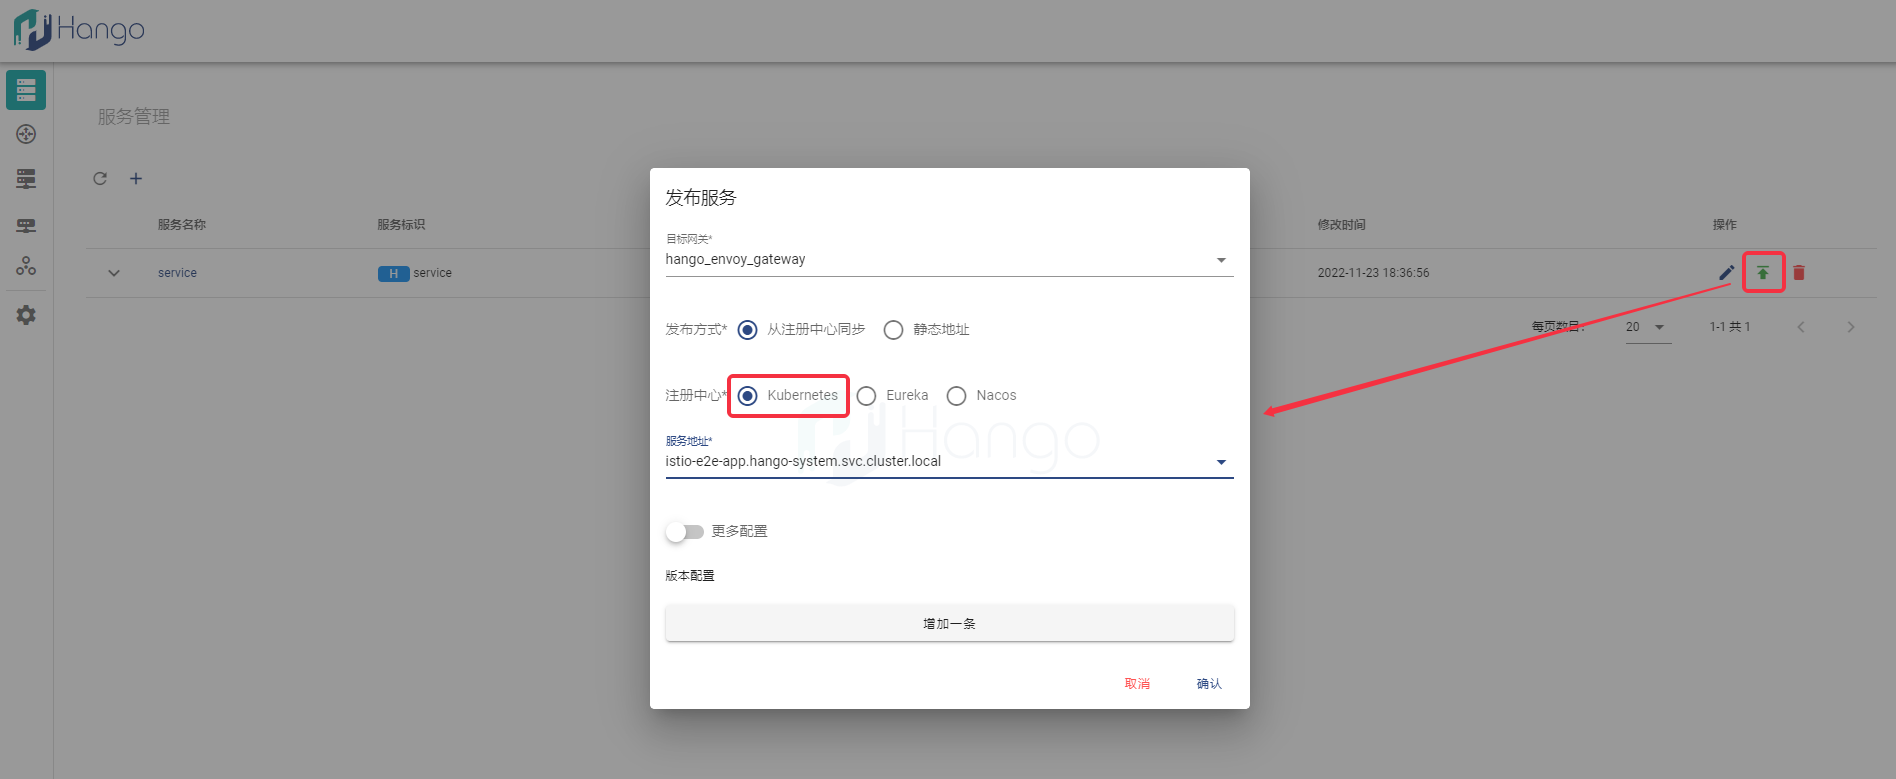 Hango
服务管理
服务名称 服务标识 修改时间 操作
service H service 2022-11-23 18:36:56
每页数目: 20 1-1 共 1
发布服务
目标网关*
hango_envoy_gateway
发布方式* 从注册中心同步 静态地址
注册中心* Kubernetes Eureka Nacos
Hango
服务地址*
istio-e2e-app.hango-system.svc.cluster.local
更多配置
版本配置
增加一条
取消 确认